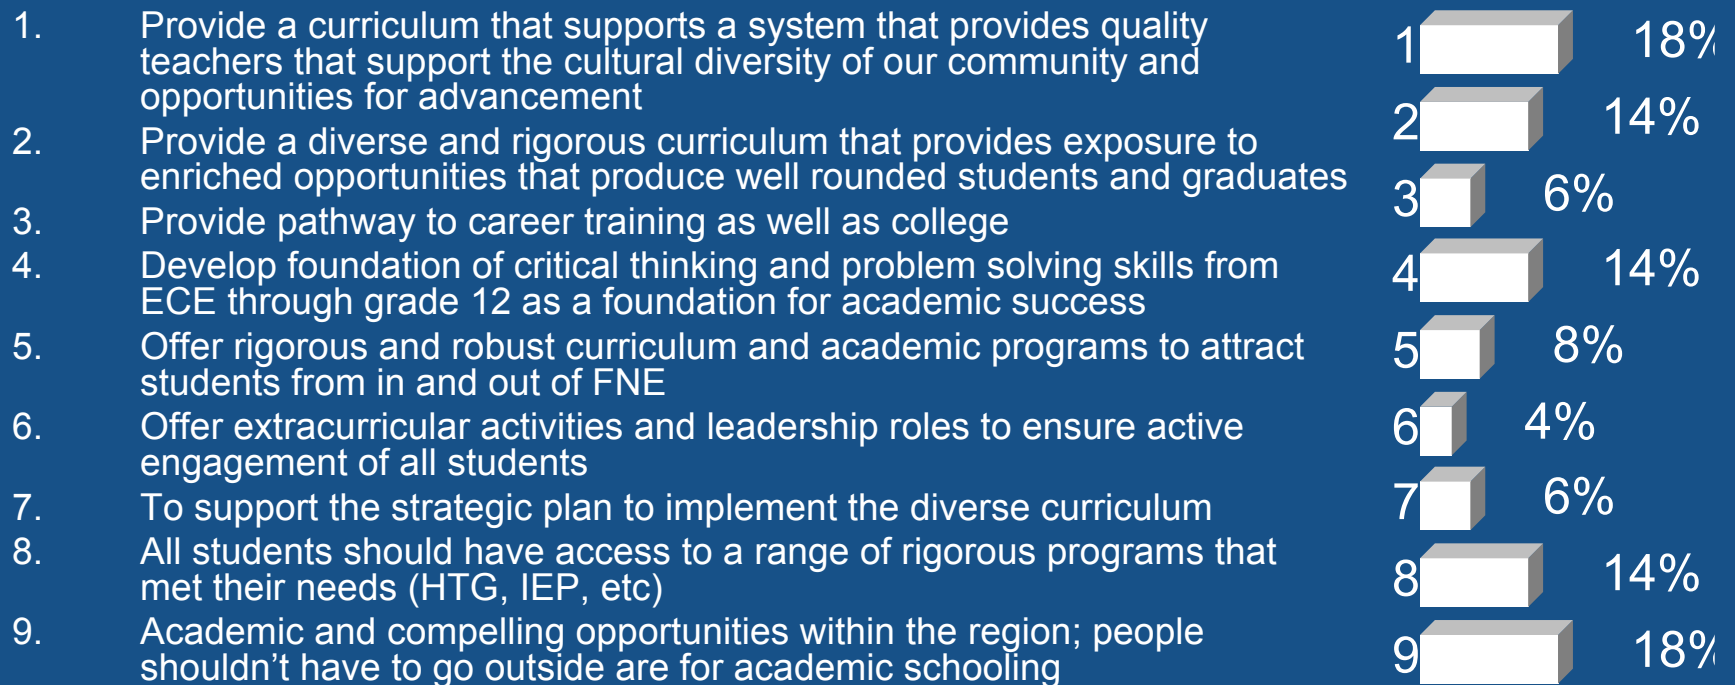 1. Provide a curriculum that supports a system that provides quality
teachers that support the cultural diversity of our community and
opportunities for advancement
2. Provide a diverse and rigorous curriculum that provides exposure to
enriched opportunities that produce well rounded students and graduates
3. Provide pathway to career training as well as college
4. Develop foundation of critical thinking and problem solving skills from
ECE through grade 12 as a foundation for academic success
5. Offer rigorous and robust curriculum and academic programs to attract
students from in and out of FNE
6. Offer extracurricular activities and leadership roles to ensure active
engagement of all students
7. To support the strategic plan to implement the diverse curriculum
8. All students should have access to a range of rigorous programs that
met their needs (HTG, IEP, etc)
9. Academic and compelling opportunities within the region; people
shouldn’t have to go outside are for academic schooling
1 18%
2 14%
3 6%
4 14%
5 8%
6 4%
7 6%
8 14%
9 18%